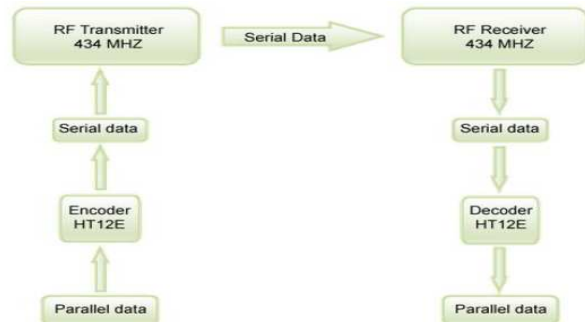 RF Transmitter
434 MHZ
Serial Data
RF Receiver
434 MHZ
Serial data
Serial data
Encoder
HT12E
Decoder
HT12E
Parallel data
Parallel data